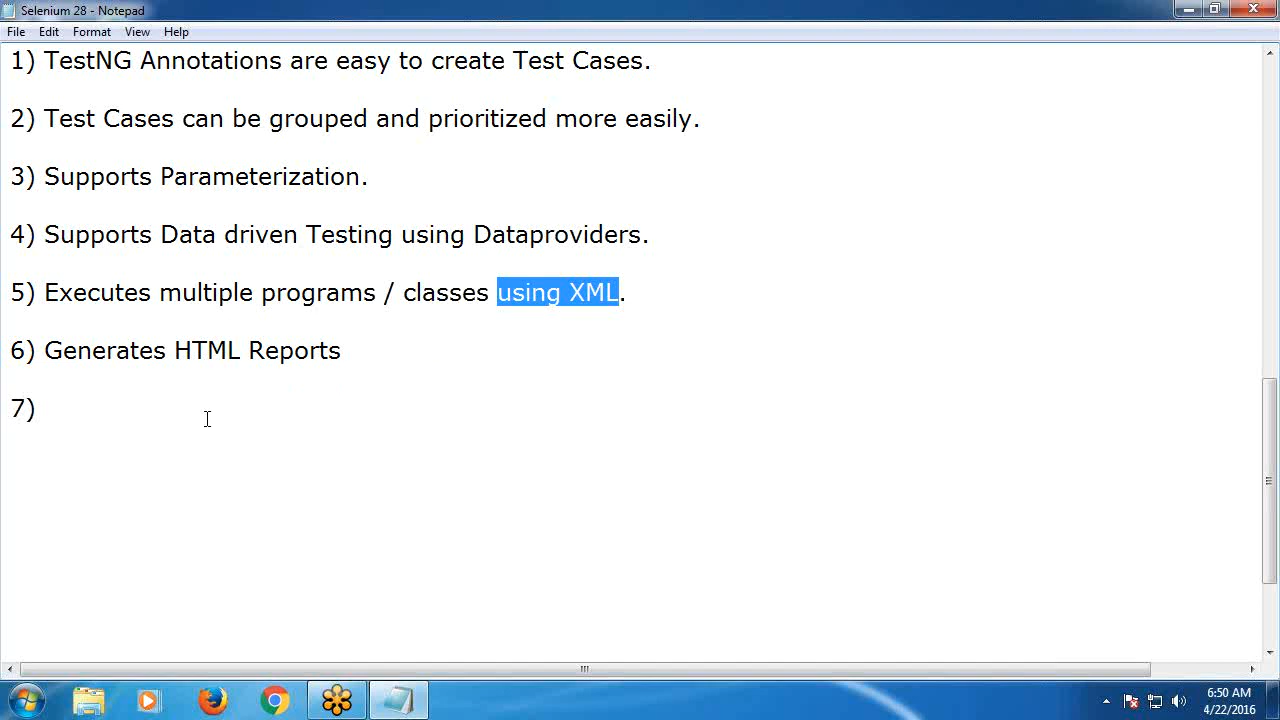 Selenium 28 - Notepad
File Edit Format View Help
1) TestNG Annotations are easy to create Test Cases.
2) Test Cases can be grouped and prioritized more easily.
3) Supports Parameterization.
4) Supports Data driven Testing using Dataproviders.
5) Executes multiple programs / classes using XML.
6) Generates HTML Reports
7)
6:50 AM
4/22/2016